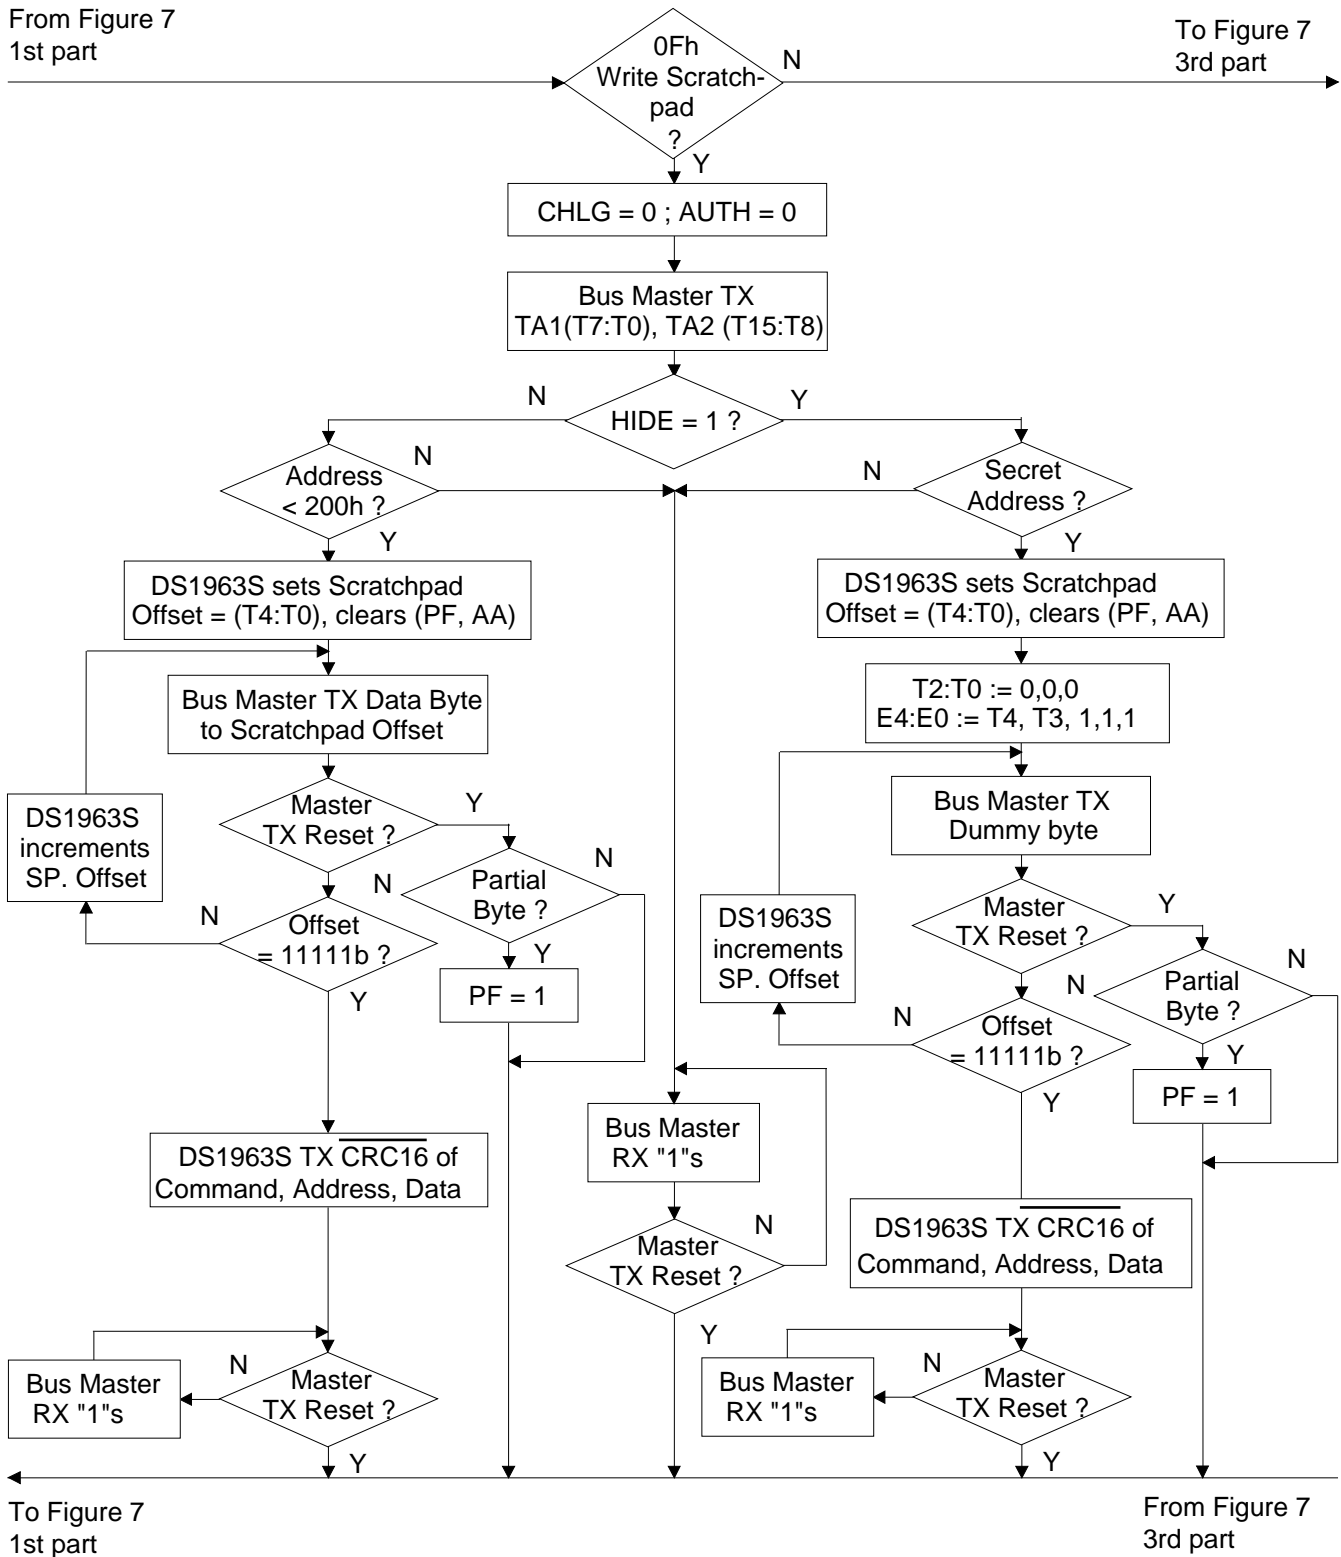 From Figure 7
1st part
0Fh
Write Scratch-
pad
?
N
To Figure 7
3rd part
Y
CHLG = 0 ; AUTH = 0
Bus Master TX
TA1(T7:T0), TA2 (T15:T8)
N
HIDE = 1 ?
Y
Address
< 200h ?
N
Y
N
Secret
Address ?
Y
DS1963S sets Scratchpad
Offset = (T4:T0), clears (PF, AA)
DS1963S sets Scratchpad
Offset = (T4:T0), clears (PF, AA)
T2:T0 := 0,0,0
E4:E0 := T4, T3, 1,1,1
Bus Master TX Data Byte
to Scratchpad Offset
Bus Master TX
Dummy byte
DS1963S
increments
SP. Offset
Master
TX Reset ?
Y
N
Partial
Byte ?
N
Y
PF = 1
N
Offset
= 11111b ?
Y
DS1963S
increments
SP. Offset
Master
TX Reset ?
Y
N
Partial
Byte ?
N
Y
PF = 1
N
Offset
= 11111b ?
Y
DS1963S TX CRC16 of
Command, Address, Data
Bus Master
RX "1"s
Master
TX Reset ?
N
Y
DS1963S TX CRC16 of
Command, Address, Data
Bus Master
RX "1"s
N
Master
TX Reset ?
Y
Bus Master
RX "1"s
N
Master
TX Reset ?
Y
To Figure 7
1st part
From Figure 7
3rd part